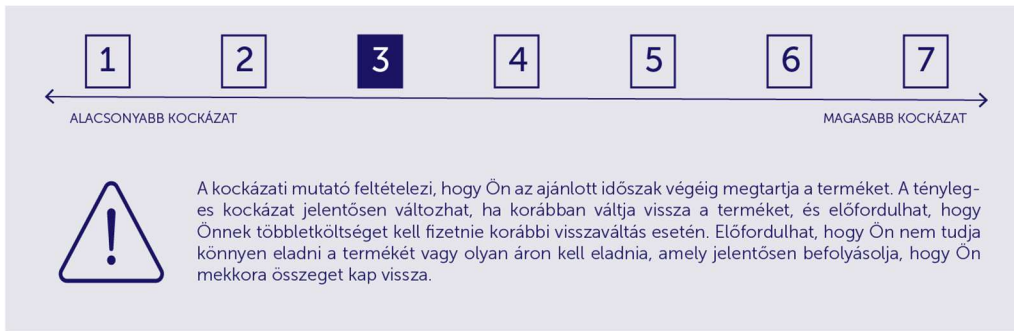 1 2 3 4 5 6 7
ALACSONYABB KOCKÁZAT MAGASABB KOCKÁZAT
A kockázati mutató feltételezi, hogy Ön az ajánlott időszak végéig megtartja a terméket. A tényleg-
es kockázat jelentősen változhat, ha korábban váltja vissza a terméket, és előfordulhat, hogy
Önnek többletköltséget kell fizetnie korábbi visszaváltás esetén. Előfordulhat, hogy Ön nem tudja
könnyen eladni a termékét vagy olyan áron kell eladnia, amely jelentősen befolyásolja, hogy Ön
mekkora összeget kap vissza.